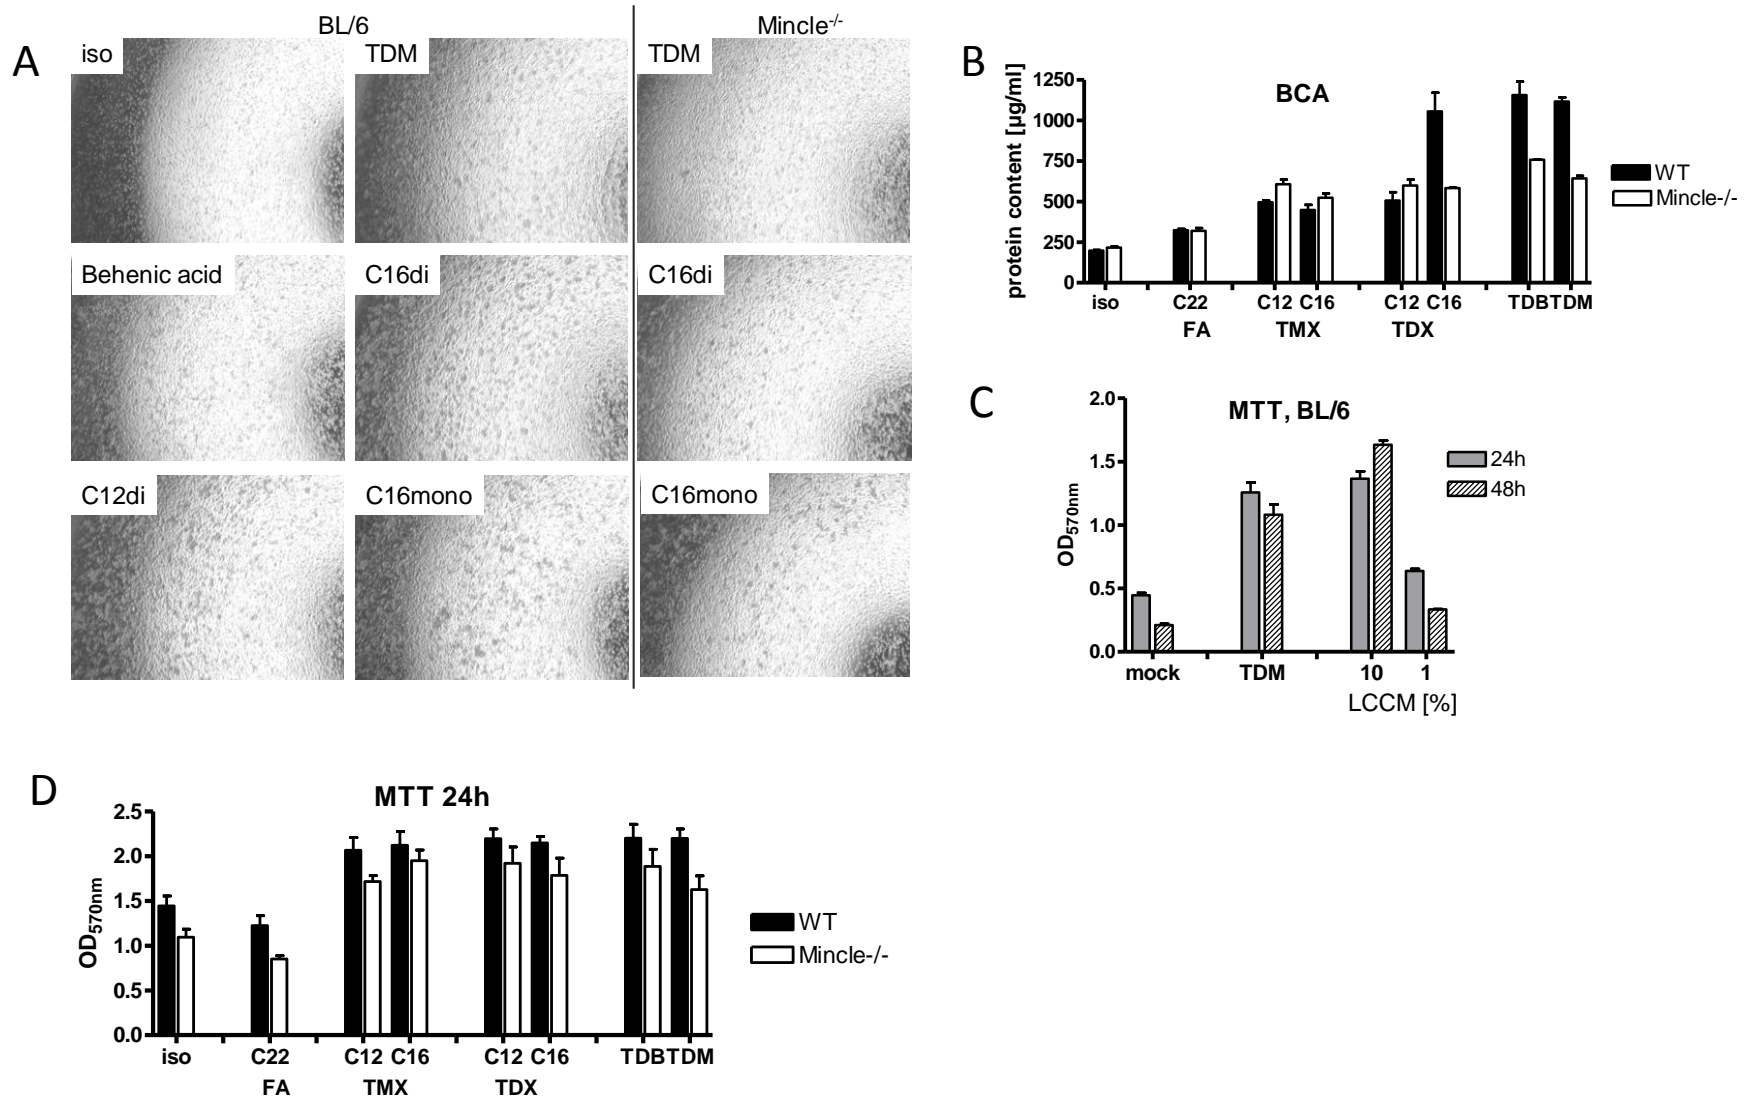 A
BL/6
Mincle-/-
iso
TDM
TDM
Behenic acid
C16di
C16di
C12di
C16mono
C16mono
B
BCA
protein content [µg/ml]
1250
1000
750
500
250
0
iso
C22
C12 C16
C12 C16
TDB TDM
FA
TMX
TDX
WT
Mincle-/-
C
MTT, BL/6
OD570nm
2.0
1.5
1.0
0.5
0.0
mock
TDM
10
1
LCCM [%]
24h
48h
D
MTT 24h
OD570nm
2.5
2.0
1.5
1.0
0.5
0.0
iso
C22
C12 C16
C12 C16
TDB TDM
FA
TMX
TDX
WT
Mincle-/-